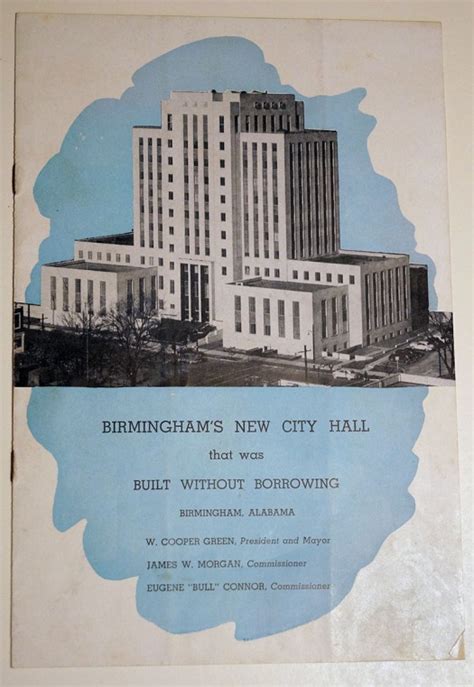 BIRMINGHAM'S NEW CITY HALL
that was
BUILT WITHOUT BORROWING
BIRMINGHAM, ALABAMA
W. COOPER GREEN, President and Mayor
JAMES W. MORGAN, Commissioner
EUGENE "BULL" CONNOR, Commissioner